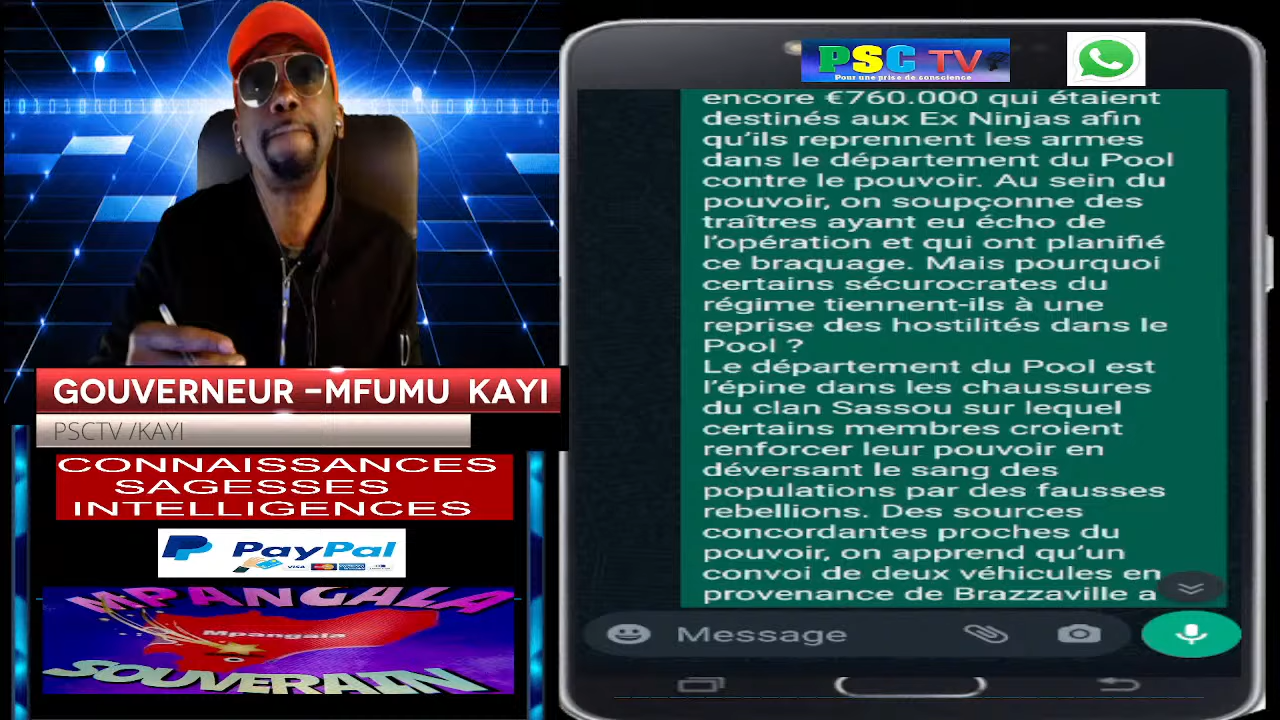 GOUVERNEUR -MFUMU KAYI
PSCTV /KAYI
CONNAISSANCES
SAGESSES
INTELLIGENCES
PayPal
VISA
MPANGALA
Mpangala
SOUVERAIN
PSC TV
Pour une prise de conscience
encore €760.000 qui étaient
destinés aux Ex Ninjas afin
qu'ils reprennent les armes
dans le département du Pool
contre le pouvoir. Au sein du
pouvoir, on soupçonne des
traîtres ayant eu écho de
l'opération et qui ont planifié
ce braquage. Mais pourquoi
certains sécurocrates du
régime tiennent-ils à une
reprise des hostilités dans le
Pool ?
Le département du Pool est
l'épine dans les chaussures
du clan Sassou sur lequel
certains membres croient
renforcer leur pouvoir en
déversant le sang des
populations par des fausses
rebellions. Des sources
concordantes proches du
pouvoir, on apprend qu'un
convoi de deux véhicules en
provenance de Brazzaville a
Message